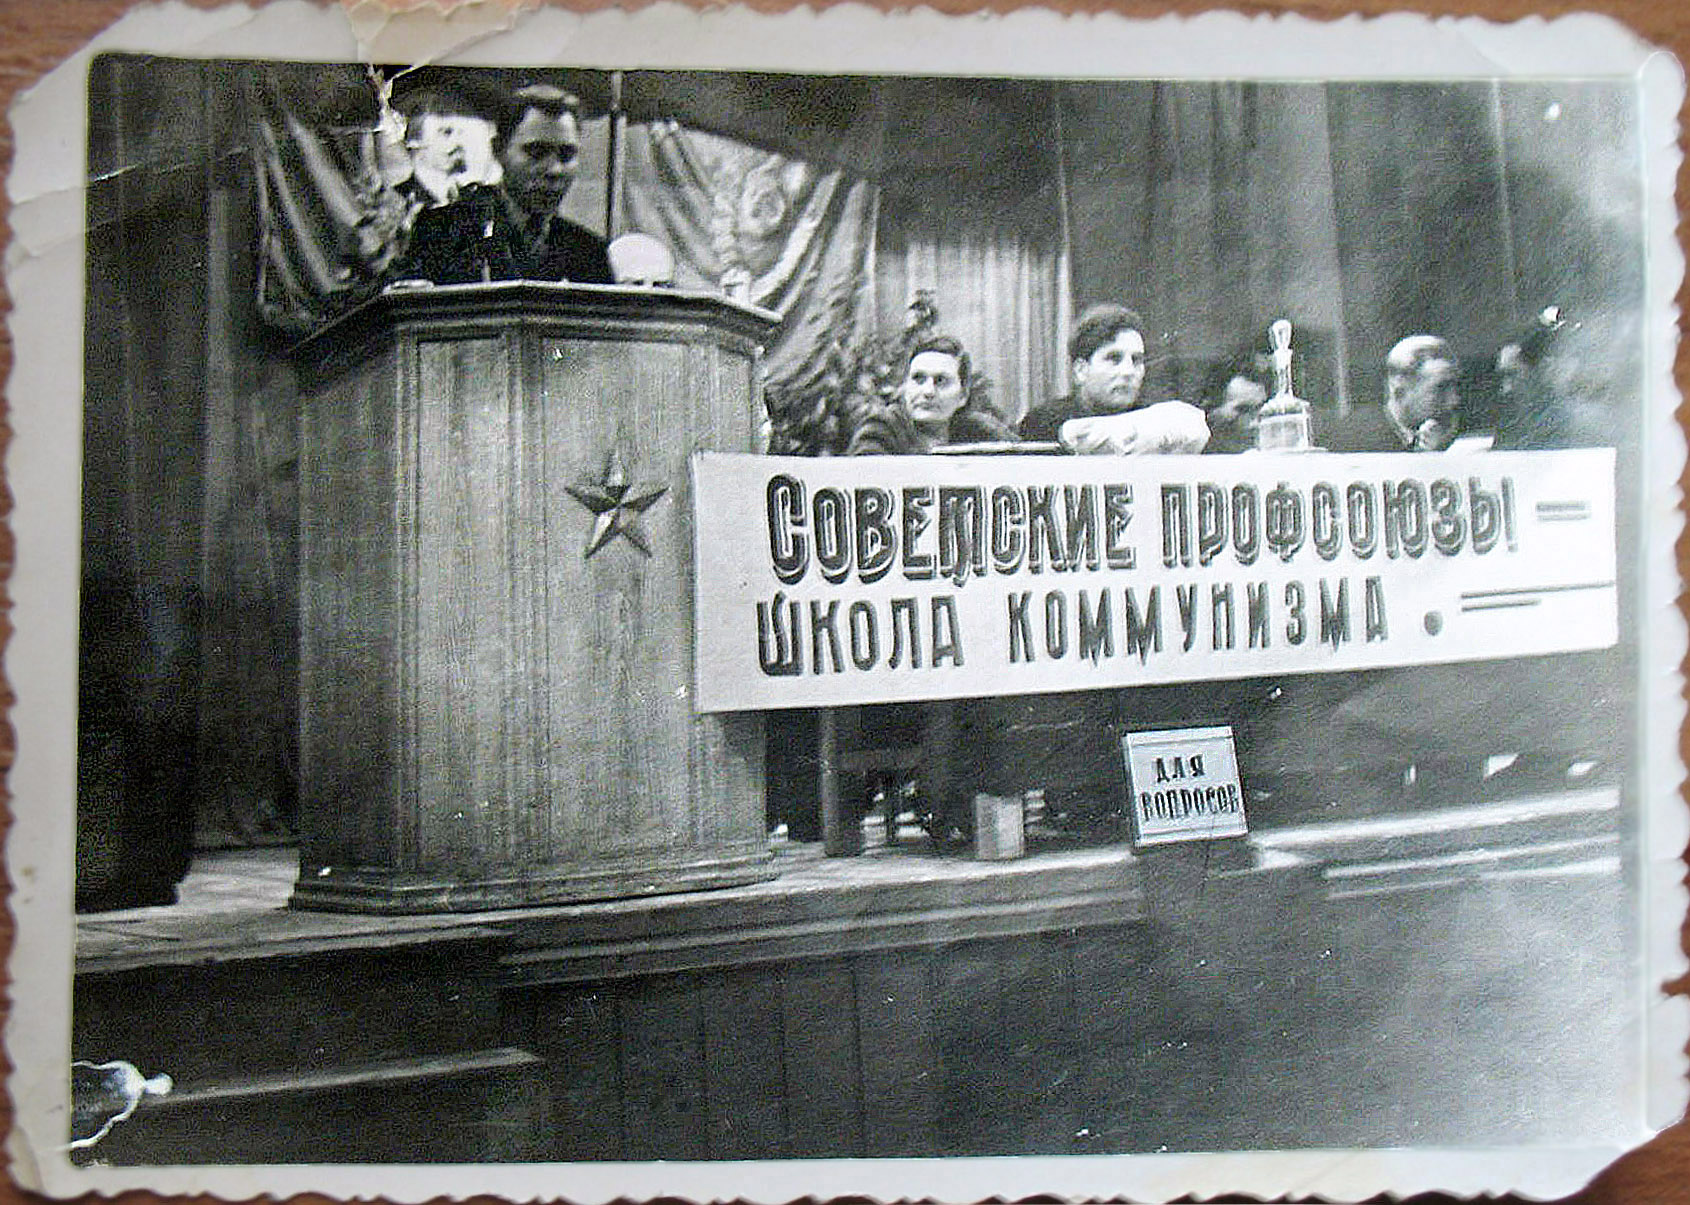 Советские профсоюзы —
школа коммунизма.
ДЛЯ
ВОПРОСОВ